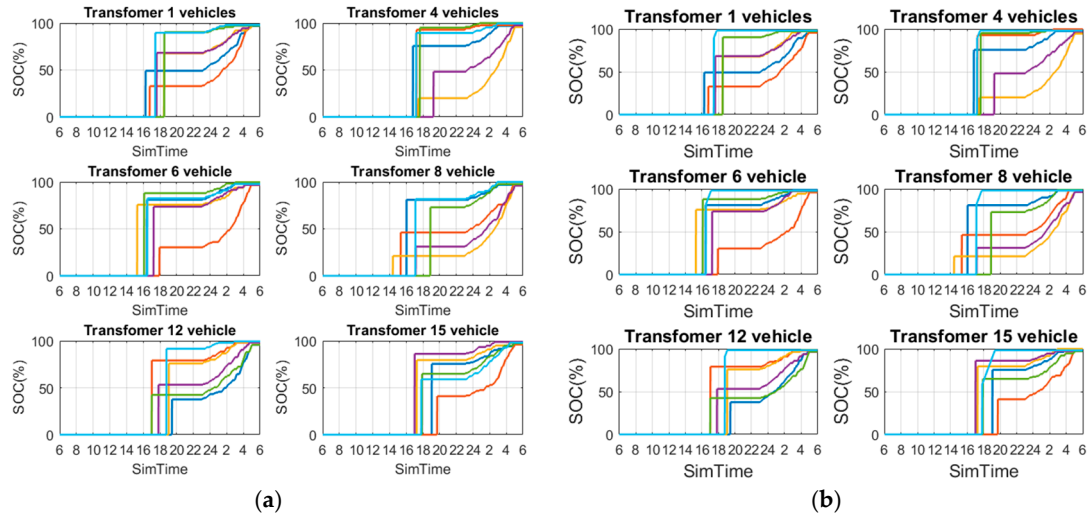 Transfomer 1 vehicles
SOC(%)
100
50
0
6 8 10 12 14 16 18 20 22 24 2 4 6
SimTime
Transfomer 4 vehicles
SOC(%)
100
50
0
6 8 10 12 14 16 18 20 22 24 2 4 6
SimTime
Transfomer 6 vehicle
SOC(%)
100
50
0
6 8 10 12 14 16 18 20 22 24 2 4 6
SimTime
Transfomer 8 vehicle
SOC(%)
100
50
0
6 8 10 12 14 16 18 20 22 24 2 4 6
SimTime
Transfomer 12 vehicle
SOC(%)
100
50
0
6 8 10 12 14 16 18 20 22 24 2 4 6
SimTime
Transfomer 15 vehicle
SOC(%)
100
50
0
6 8 10 12 14 16 18 20 22 24 2 4 6
SimTime
(a)
Transfomer 1 vehicles
SOC(%)
100
50
0
6 8 10 12 14 16 18 20 22 24 2 4 6
SimTime
Transfomer 4 vehicles
SOC(%)
100
50
0
6 8 10 12 14 16 18 20 22 24 2 4 6
SimTime
Transfomer 6 vehicle
SOC(%)
100
50
0
6 8 10 12 14 16 18 20 22 24 2 4 6
SimTime
Transfomer 8 vehicle
SOC(%)
100
50
0
6 8 10 12 14 16 18 20 22 24 2 4 6
SimTime
Transfomer 12 vehicle
SOC(%)
100
50
0
6 8 10 12 14 16 18 20 22 24 2 4 6
SimTime
Transfomer 15 vehicle
SOC(%)
100
50
0
6 8 10 12 14 16 18 20 22 24 2 4 6
SimTime
(b)